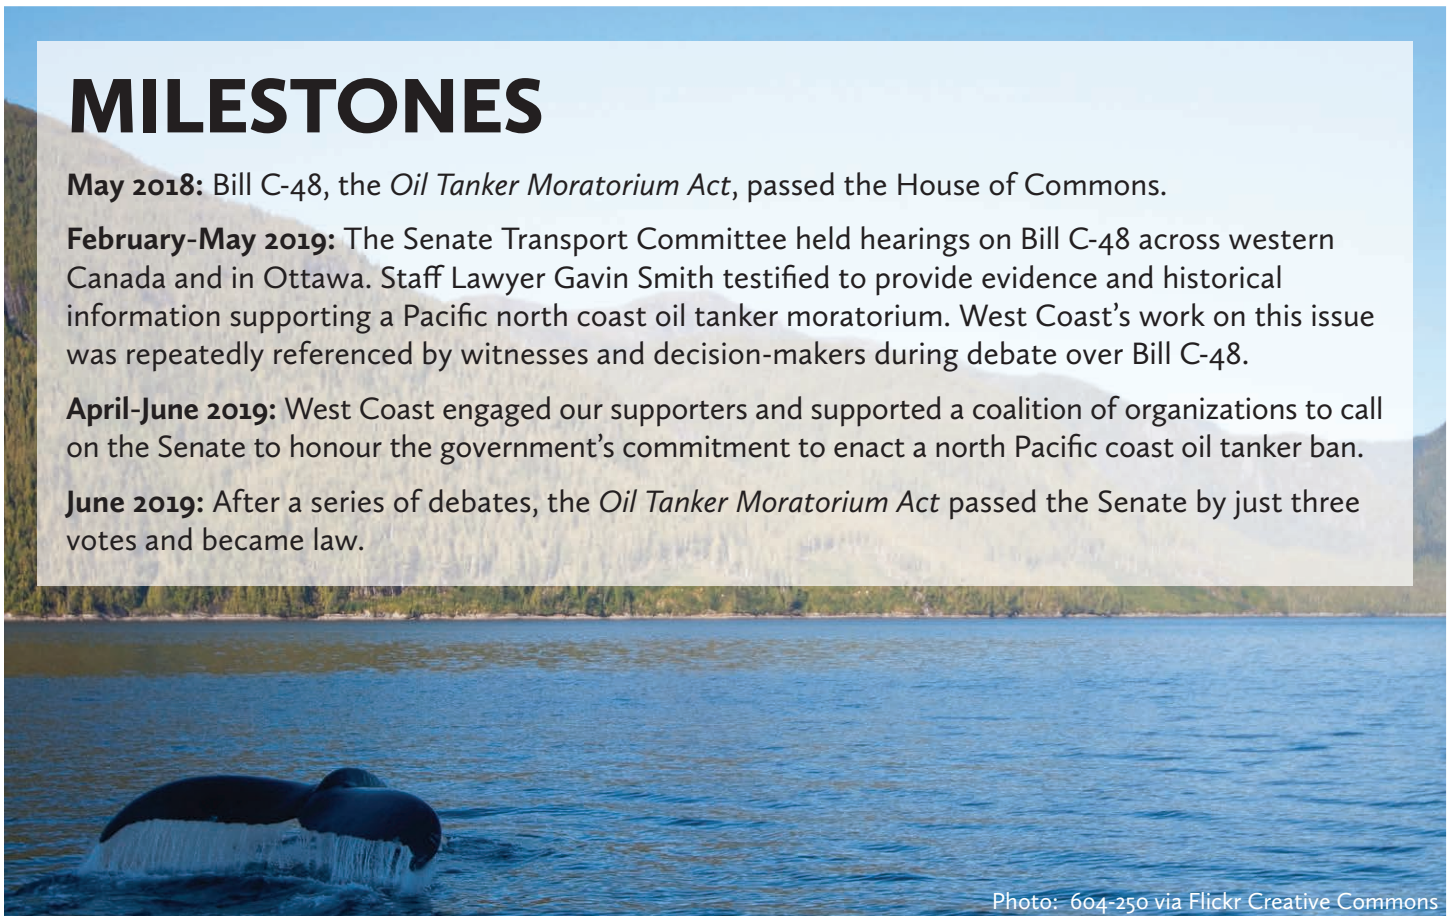 MILESTONES
May 2018: Bill C-48, the Oil Tanker Moratorium Act, passed the House of Commons.
February-May 2019: The Senate Transport Committee held hearings on Bill C-48 across western
Canada and in Ottawa. Staff Lawyer Gavin Smith testified to provide evidence and historical
information supporting a Pacific north coast oil tanker moratorium. West Coast’s work on this issue
was repeatedly referenced by witnesses and decision-makers during debate over Bill C-48.
April-June 2019: West Coast engaged our supporters and supported a coalition of organizations to call
on the Senate to honour the government’s commitment to enact a north Pacific coast oil tanker ban.
June 2019: After a series of debates, the Oil Tanker Moratorium Act passed the Senate by just three
votes and became law.
Photo: 604-250 via Flickr Creative Commons